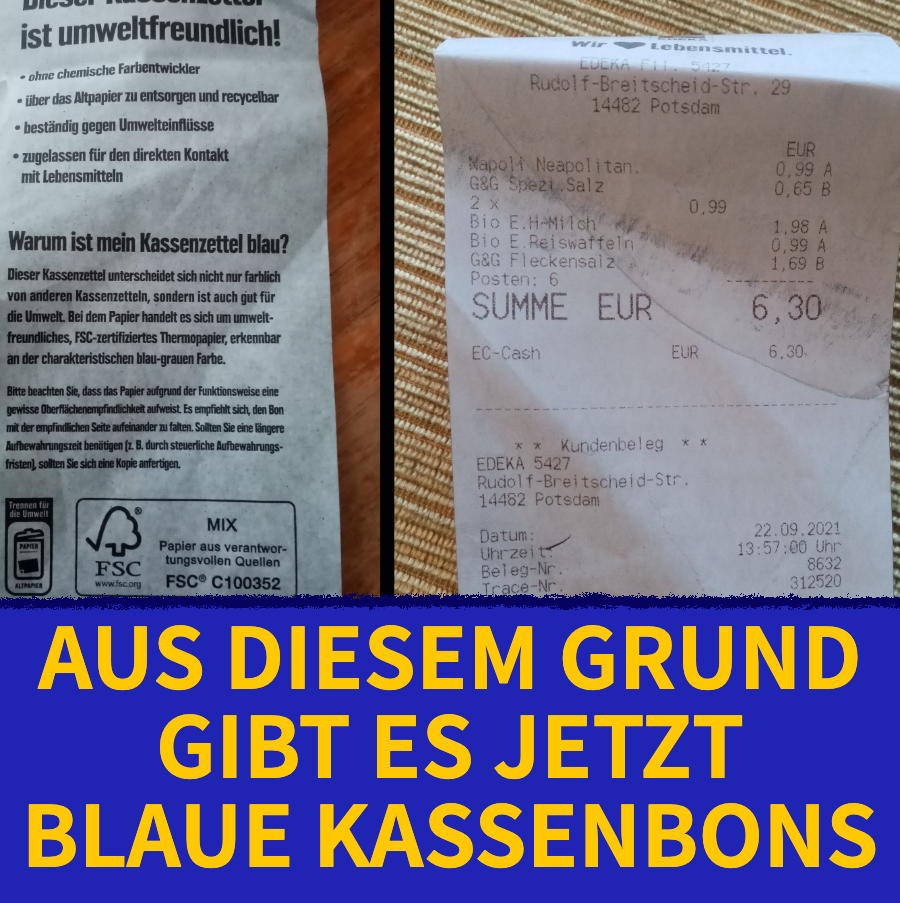 Dieser Kassenzettel
ist umweltfreundlich!
• ohne chemische Farbentwickler
• über das Altpapier zu entsorgen und recycelbar
• beständig gegen Umwelteinflüsse
• zugelassen für den direkten Kontakt
mit Lebensmitteln
Warum ist mein Kassenzettel blau?
Dieser Kassenzettel unterscheidet sich nicht nur farblich
von anderen Kassenzetteln, sondern ist auch gut für
die Umwelt. Bei dem Papier handelt es sich um umwelt-
freundliches, FSC-zertifiziertes Thermopapier, erkennbar
an der charakteristischen blau-grauen Farbe.
Bitte beachten Sie, dass das Papier aufgrund der Funktionsweise eine
gewisse Oberflächenempfindlichkeit aufweist. Es empfiehlt sich, den Bon
mit der empfindlichen Seite aufeinander zu falten. Sollten Sie eine längere
Aufbewahrungszeit benötigen (z. B. durch steuerliche Aufbewahrungs-
fristen), sollten Sie sich eine Kopie anfertigen.
Trennen für
die Umwelt
PAPIER
ALTPAPIER
FSC
www.fsc.org
MIX
Papier aus verantwor-
tungsvollen Quellen
FSC® C100352
Wir Lebensmittel.
EDEKA Fil. 5427
Rudolf-Breitscheid-Str. 29
14482 Potsdam
EUR
Napoli Neapolitan. 0,99 A
G&G Spezi.Salz 0,65 B
2 x 0,99
Bio E.H-Milch 1,98 A
Bio E.Reiswaffeln 0,99 A
G&G Fleckensalz 1,69 B
Posten: 6
SUMME EUR 6,30
EC-Cash EUR 6,30
* * Kundenbeleg * *
EDEKA 5427
Rudolf-Breitscheid-Str.
14482 Potsdam
Datum: 22.09.2021
Uhrzeit: 13:57:00 Uhr
Beleg-Nr. 8632
Trace-Nr. 312520
AUS DIESEM GRUND
GIBT ES JETZT
BLAUE KASSENBONS